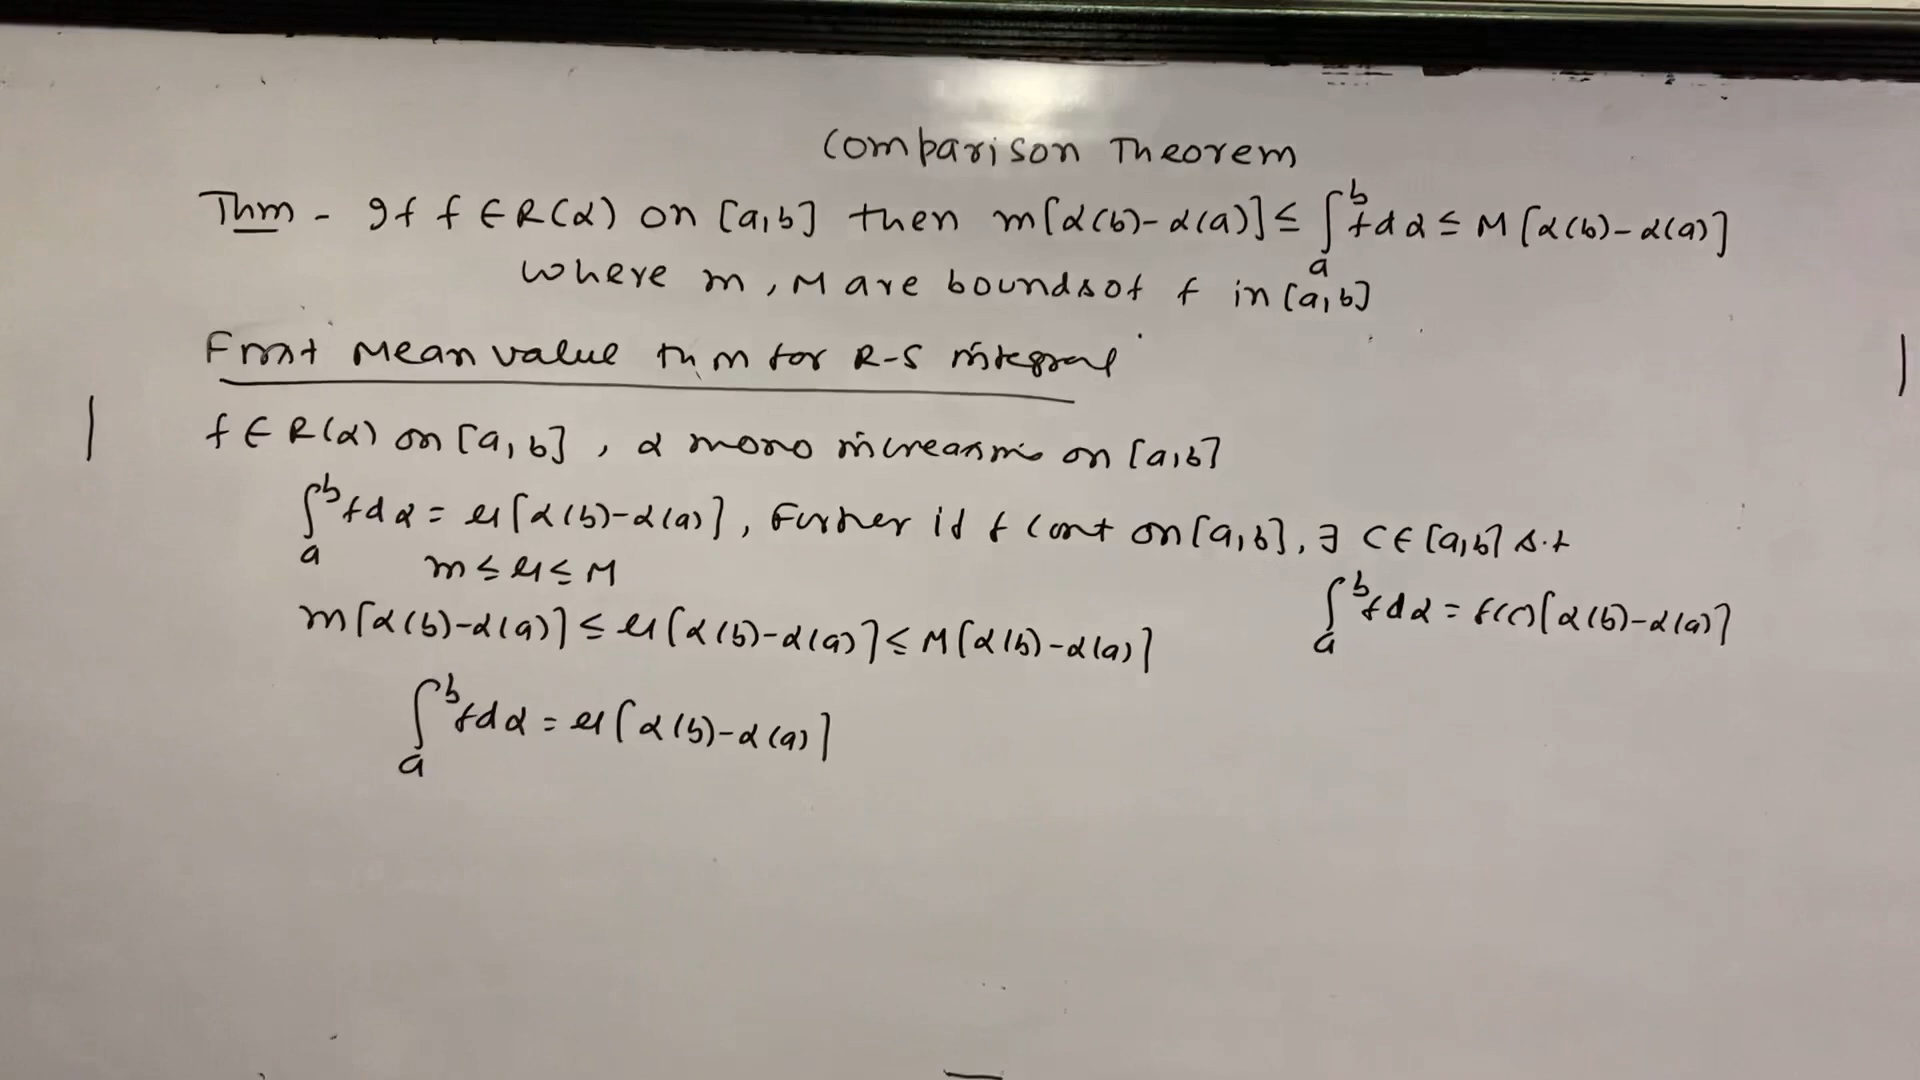 Comparison Theorem
Thm - If f ∈ R(α) on [a,b] then m[α(b)-α(a)] ≤ ∫_a^b f dα ≤ M[α(b)-α(a)]
where m, M are bounds of f in [a,b]
First Mean value thm for R-S integral
f ∈ R(α) on [a,b], α mono increasing on [a,b]
∫_a^b f dα = μ[α(b)-α(a)], Further if f cont on [a,b], ∃ C ∈ [a,b] s.t
m ≤ μ ≤ M
∫_a^b f dα = f(c)[α(b)-α(a)]
m[α(b)-α(a)] ≤ μ[α(b)-α(a)] ≤ M[α(b)-α(a)]
∫_a^b f dα = μ[α(b)-α(a)]